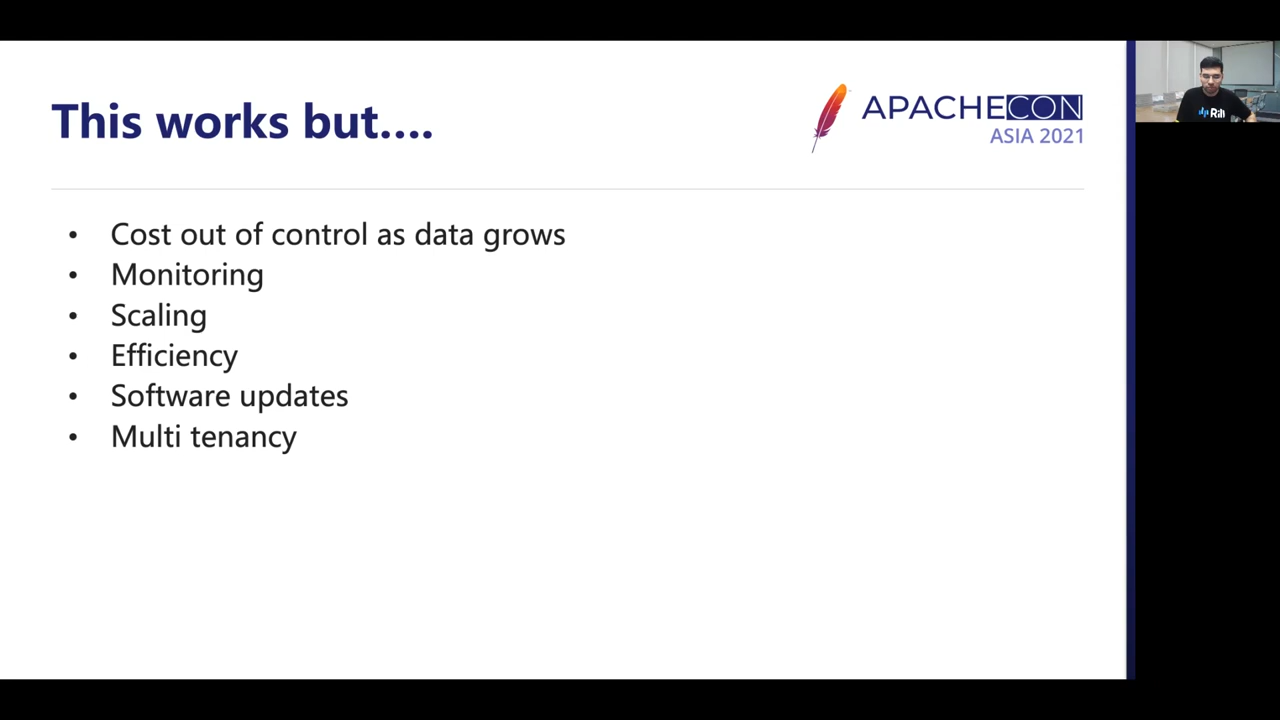 This works but....
APACHECON
ASIA 2021
• Cost out of control as data grows
• Monitoring
• Scaling
• Efficiency
• Software updates
• Multi tenancy